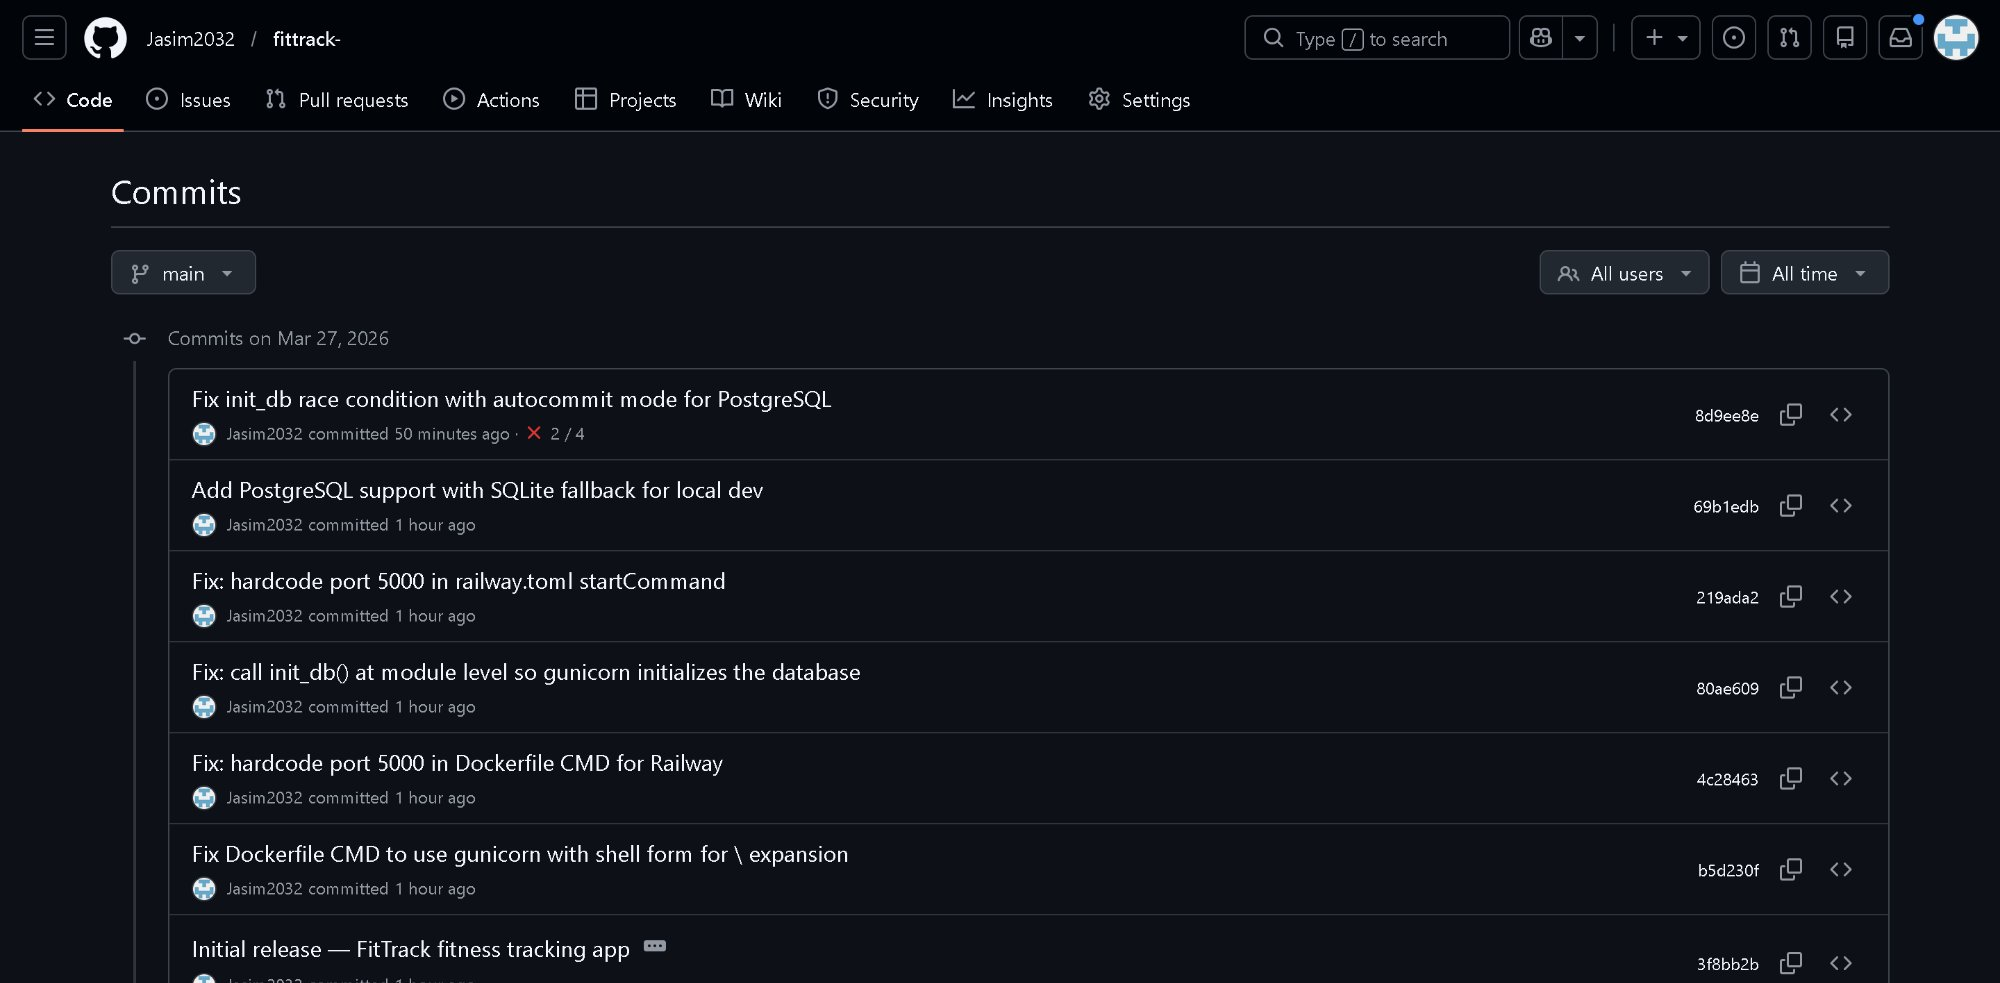 Jasim2032 / fittrack-
Type / to search
Code Issues Pull requests Actions Projects Wiki Security Insights Settings
Commits
main
All users All time
Commits on Mar 27, 2026
Fix init_db race condition with autocommit mode for PostgreSQL
Jasim2032 committed 50 minutes ago · 2 / 4
8d9ee8e
Add PostgreSQL support with SQLite fallback for local dev
Jasim2032 committed 1 hour ago
69b1edb
Fix: hardcode port 5000 in railway.toml startCommand
Jasim2032 committed 1 hour ago
219ada2
Fix: call init_db() at module level so gunicorn initializes the database
Jasim2032 committed 1 hour ago
80ae609
Fix: hardcode port 5000 in Dockerfile CMD for Railway
Jasim2032 committed 1 hour ago
4c28463
Fix Dockerfile CMD to use gunicorn with shell form for \ expansion
Jasim2032 committed 1 hour ago
b5d230f
Initial release — FitTrack fitness tracking app
3f8bb2b